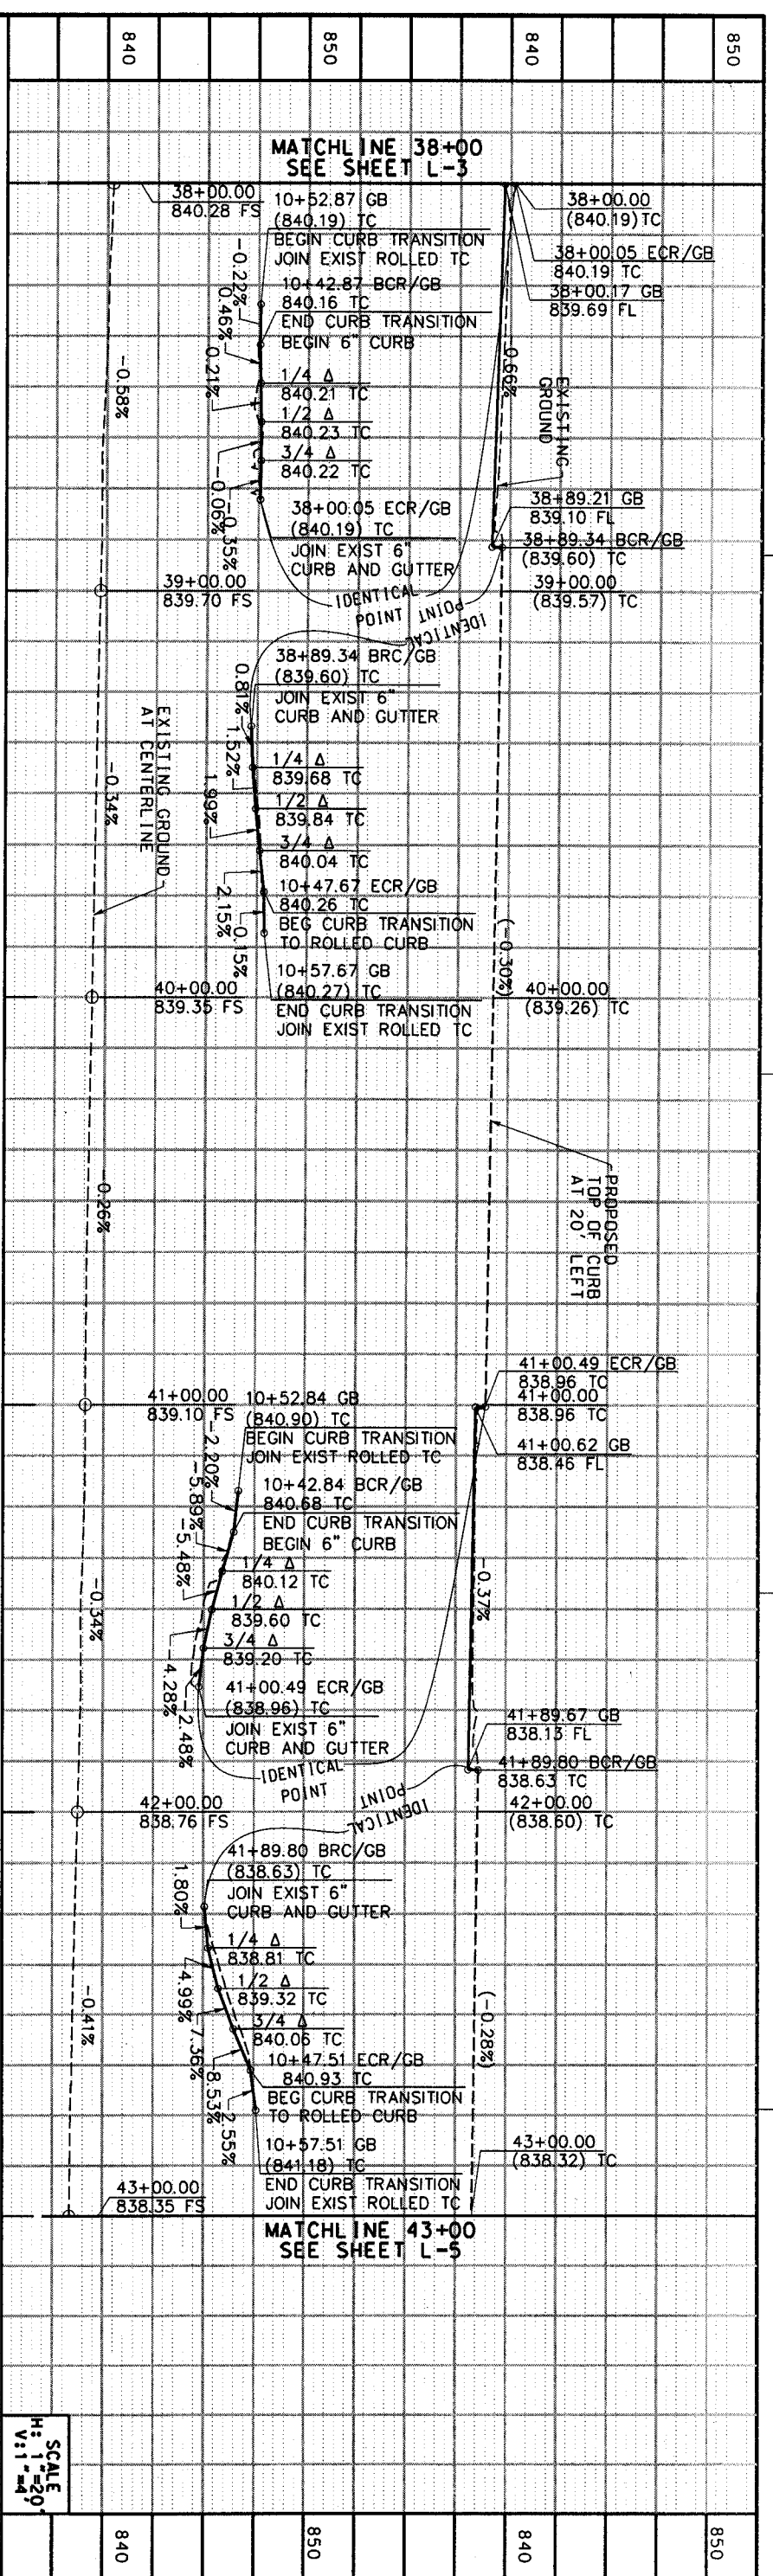 840
850
840
850
MATCHLINE 38+00
SEE SHEET L-3
38+00.00
840.28 FS
10+52.87 GB
(840.19) TC
BEGIN CURB TRANSITION
JOIN EXIST ROLLED TC
10+42.87 BCR/GB
840.16 TC
END CURB TRANSITION
BEGIN 6" CURB
1/4 Δ
840.21 TC
1/2 Δ
840.23 TC
3/4 Δ
840.22 TC
38+00.05 ECR/GB
(840.19) TC
JOIN EXIST 6"
CURB AND GUTTER
-0.22%
0.46%
0.21%
-0.06%
-0.35%
-0.58%
38+00.00
(840.19) TC
38+00.05 ECR/GB
840.19 TC
38+00.17 GB
839.69 FL
0.66%
EXISTING
GROUND
38+89.21 GB
839.10 FL
38+89.34 BCR/GB
(839.60) TC
39+00.00
(839.57) TC
39+00.00
839.70 FS
IDENTICAL
POINT
IDENTICAL
POINT
38+89.34 BRC/GB
(839.60) TC
JOIN EXIST 6"
CURB AND GUTTER
1/4 Δ
839.68 TC
1/2 Δ
839.84 TC
3/4 Δ
840.04 TC
10+47.67 ECR/GB
840.26 TC
BEG CURB TRANSITION
TO ROLLED CURB
10+57.67 GB
(840.27) TC
END CURB TRANSITION
JOIN EXIST ROLLED TC
0.81%
1.52%
1.99%
2.15%
0.15%
EXISTING GROUND
AT CENTERLINE
-0.34%
40+00.00
839.35 FS
(-0.30%)
40+00.00
(839.26) TC
-0.26%
PROPOSED
TOP OF CURB
AT 20' LEFT
41+00.49 ECR/GB
838.96 TC
41+00.00
838.96 TC
41+00.62 GB
838.46 FL
41+00.00
839.10 FS
10+52.84 GB
(840.90) TC
BEGIN CURB TRANSITION
JOIN EXIST ROLLED TC
10+42.84 BCR/GB
840.68 TC
END CURB TRANSITION
BEGIN 6" CURB
1/4 Δ
840.12 TC
1/2 Δ
839.60 TC
3/4 Δ
839.20 TC
41+00.49 ECR/GB
(838.96) TC
JOIN EXIST 6"
CURB AND GUTTER
-2.20%
-5.89%
-5.48%
-4.28%
-2.48%
-0.34%
-0.37%
41+89.67 GB
838.13 FL
41+89.80 BCR/GB
838.63 TC
42+00.00
(838.60) TC
IDENTICAL
POINT
IDENTICAL
POINT
42+00.00
838.76 FS
41+89.80 BRC/GB
(838.63) TC
JOIN EXIST 6"
CURB AND GUTTER
1/4 Δ
838.81 TC
1/2 Δ
839.32 TC
3/4 Δ
840.06 TC
10+47.51 ECR/GB
840.93 TC
BEG CURB TRANSITION
TO ROLLED CURB
10+57.51 GB
(841.18) TC
END CURB TRANSITION
JOIN EXIST ROLLED TC
1.80%
4.99%
7.36%
8.53%
2.55%
-0.41%
(-0.28%)
43+00.00
(838.32) TC
43+00.00
838.35 FS
MATCHLINE 43+00
SEE SHEET L-5
SCALE
H: 1"=20'
V: 1"=4'
840
850
840
850